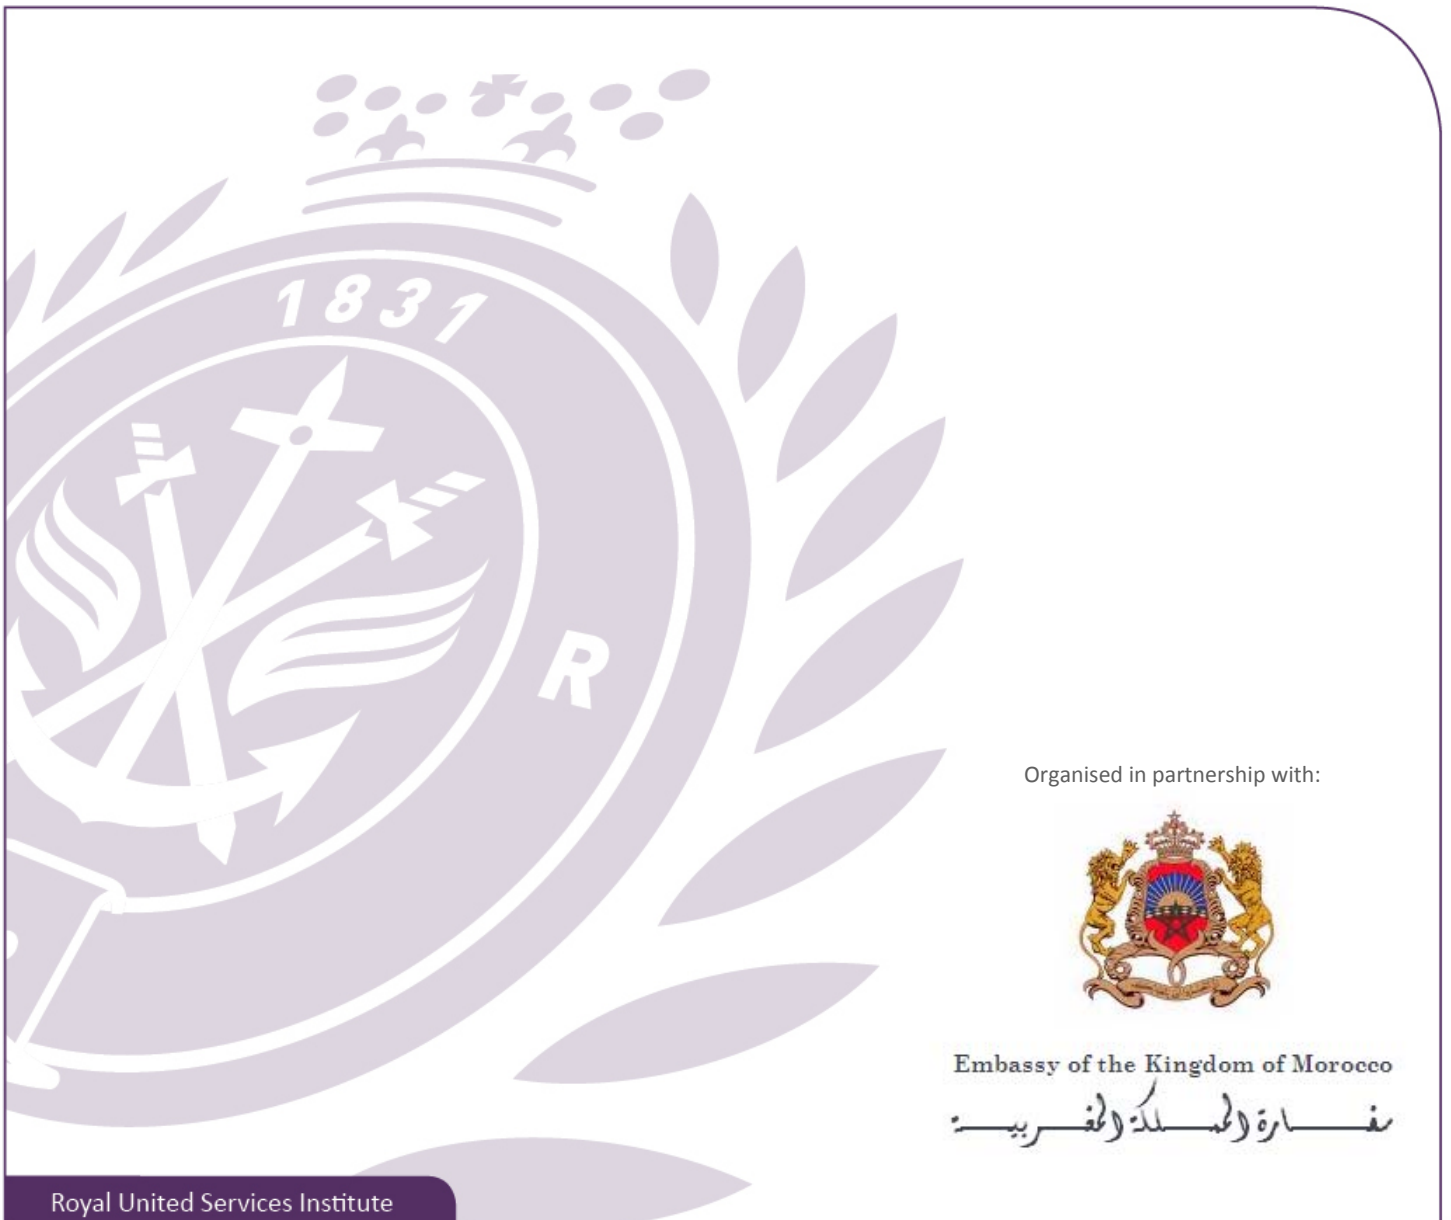 1831
R
Organised in partnership with:
Embassy of the Kingdom of Morocco
سفارة المملكة المغربية
Royal United Services Institute